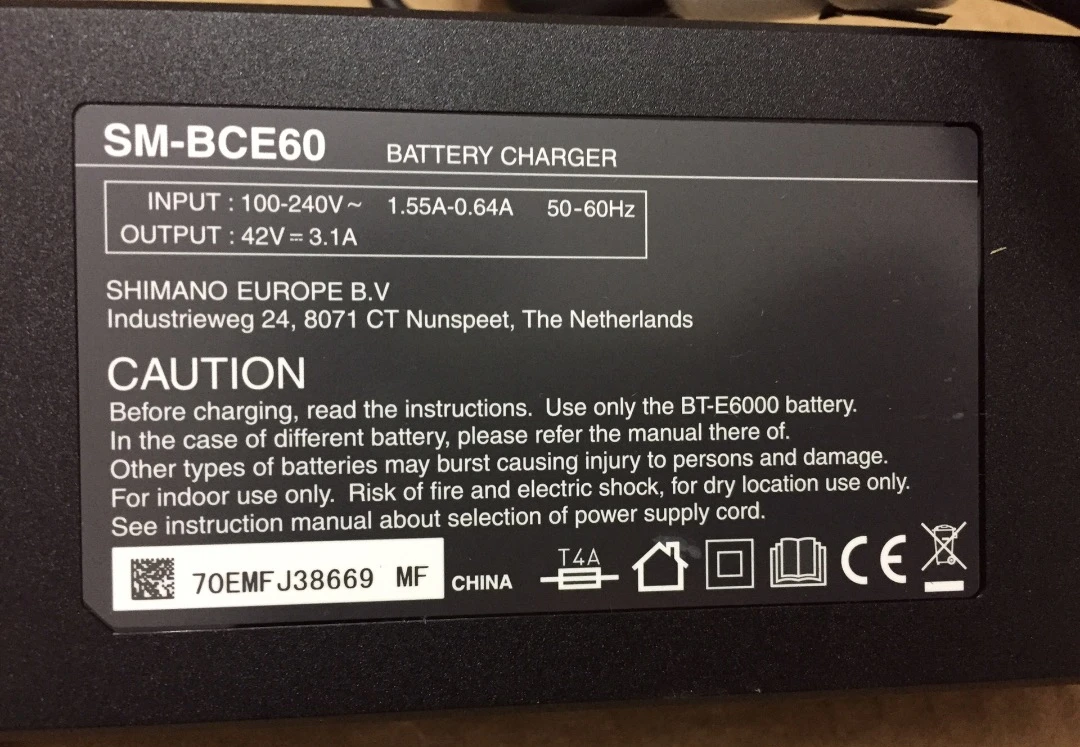 SM-BCE60 BATTERY CHARGER
INPUT : 100-240V~ 1.55A-0.64A 50-60Hz
OUTPUT : 42V⎓3.1A
SHIMANO EUROPE B.V
Industrieweg 24, 8071 CT Nunspeet, The Netherlands
CAUTION
Before charging, read the instructions. Use only the BT-E6000 battery.
In the case of different battery, please refer the manual there of.
Other types of batteries may burst causing injury to persons and damage.
For indoor use only. Risk of fire and electric shock, for dry location use only.
See instruction manual about selection of power supply cord.
70EMFJ38669 MF CHINA T4A CE